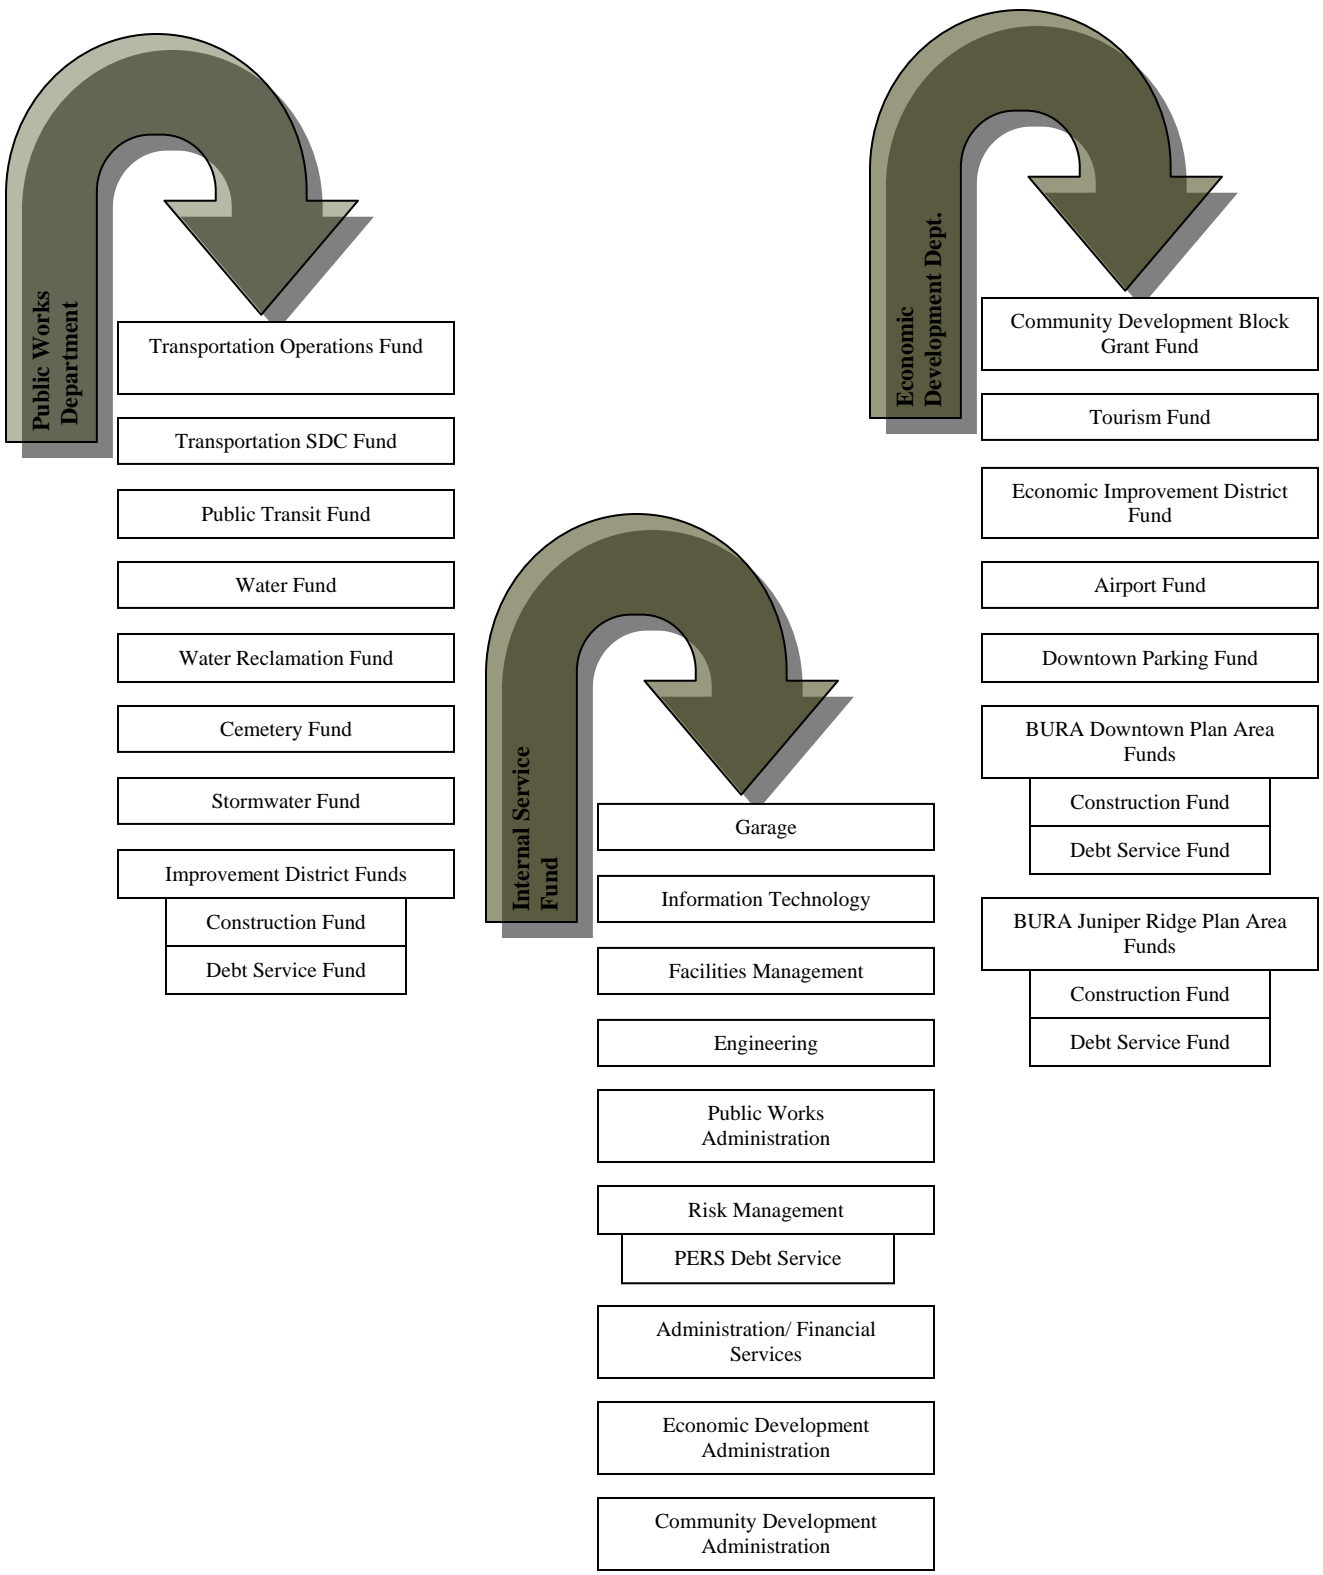 Public Works
Department
Transportation Operations Fund
Transportation SDC Fund
Public Transit Fund
Water Fund
Water Reclamation Fund
Cemetery Fund
Stormwater Fund
Improvement District Funds
Construction Fund
Debt Service Fund
Internal Service
Fund
Garage
Information Technology
Facilities Management
Engineering
Public Works
Administration
Risk Management
PERS Debt Service
Administration/ Financial
Services
Economic Development
Administration
Community Development
Administration
Economic
Development Dept.
Community Development Block
Grant Fund
Tourism Fund
Economic Improvement District
Fund
Airport Fund
Downtown Parking Fund
BURA Downtown Plan Area
Funds
Construction Fund
Debt Service Fund
BURA Juniper Ridge Plan Area
Funds
Construction Fund
Debt Service Fund